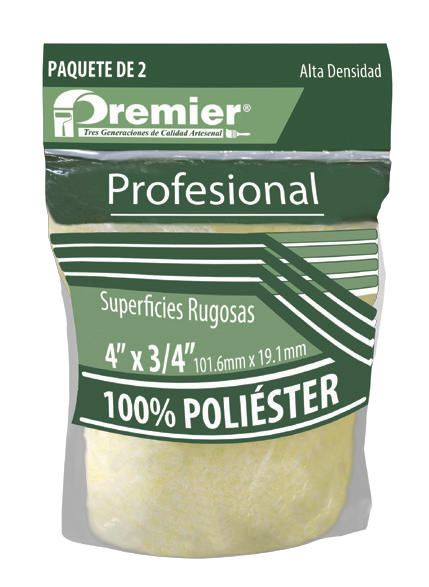 PAQUETE DE 2
Alta Densidad
Premier®
Tres Generaciones de Calidad Artesenal
Profesional
Superficies Rugosas
4” x 3/4” 101.6mm x 19.1mm
100% POLIÉSTER